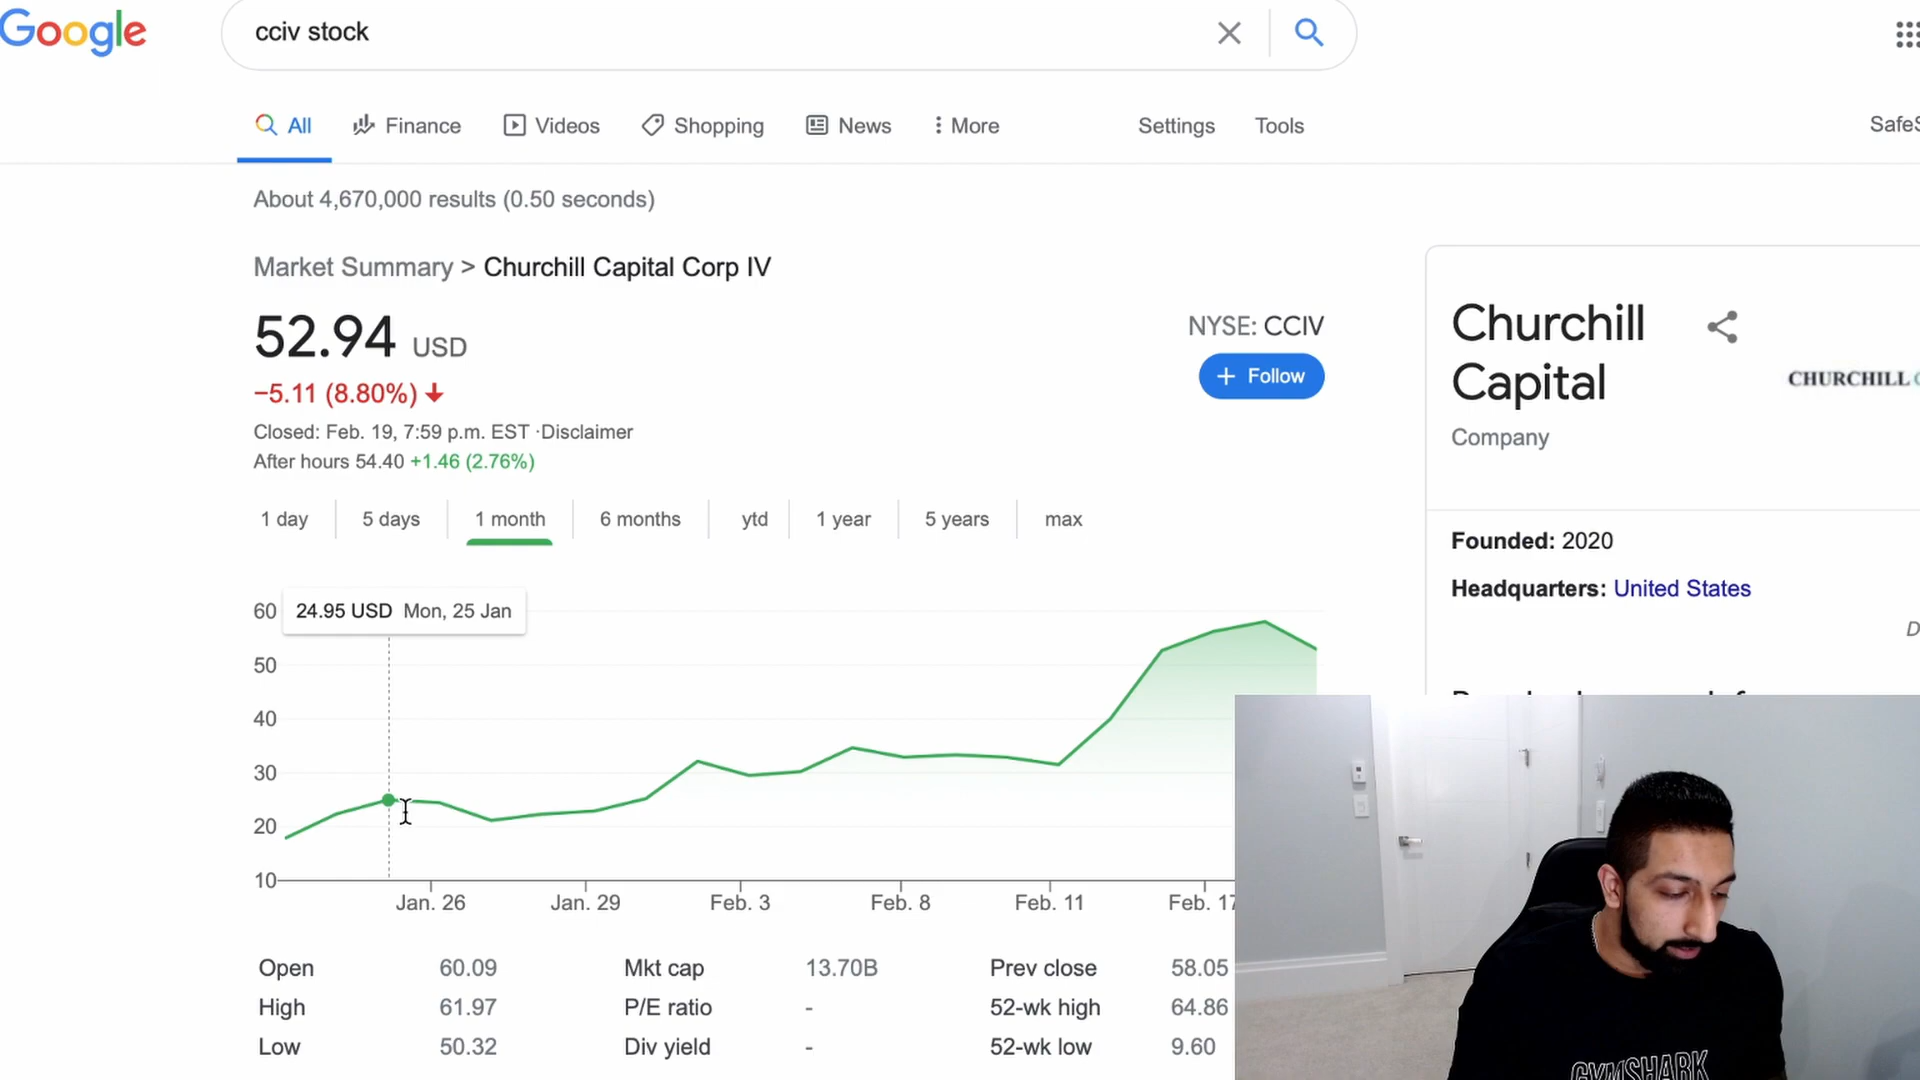 Google
cciv stock
All
Finance
Videos
Shopping
News
More
Settings
Tools
About 4,670,000 results (0.50 seconds)
Market Summary > Churchill Capital Corp IV
52.94 USD
−5.11 (8.80%)
Closed: Feb. 19, 7:59 p.m. EST ·Disclaimer
After hours 54.40 +1.46 (2.76%)
NYSE: CCIV
+ Follow
1 day
5 days
1 month
6 months
ytd
1 year
5 years
max
24.95 USD Mon, 25 Jan
60
50
40
30
20
10
Jan. 26
Jan. 29
Feb. 3
Feb. 8
Feb. 11
Feb. 17
Open 60.09
High 61.97
Low 50.32
Mkt cap 13.70B
P/E ratio -
Div yield -
Prev close 58.05
52-wk high 64.86
52-wk low 9.60
Churchill
Capital
Company
CHURCHILL
Founded: 2020
Headquarters: United States
GYMSHARK